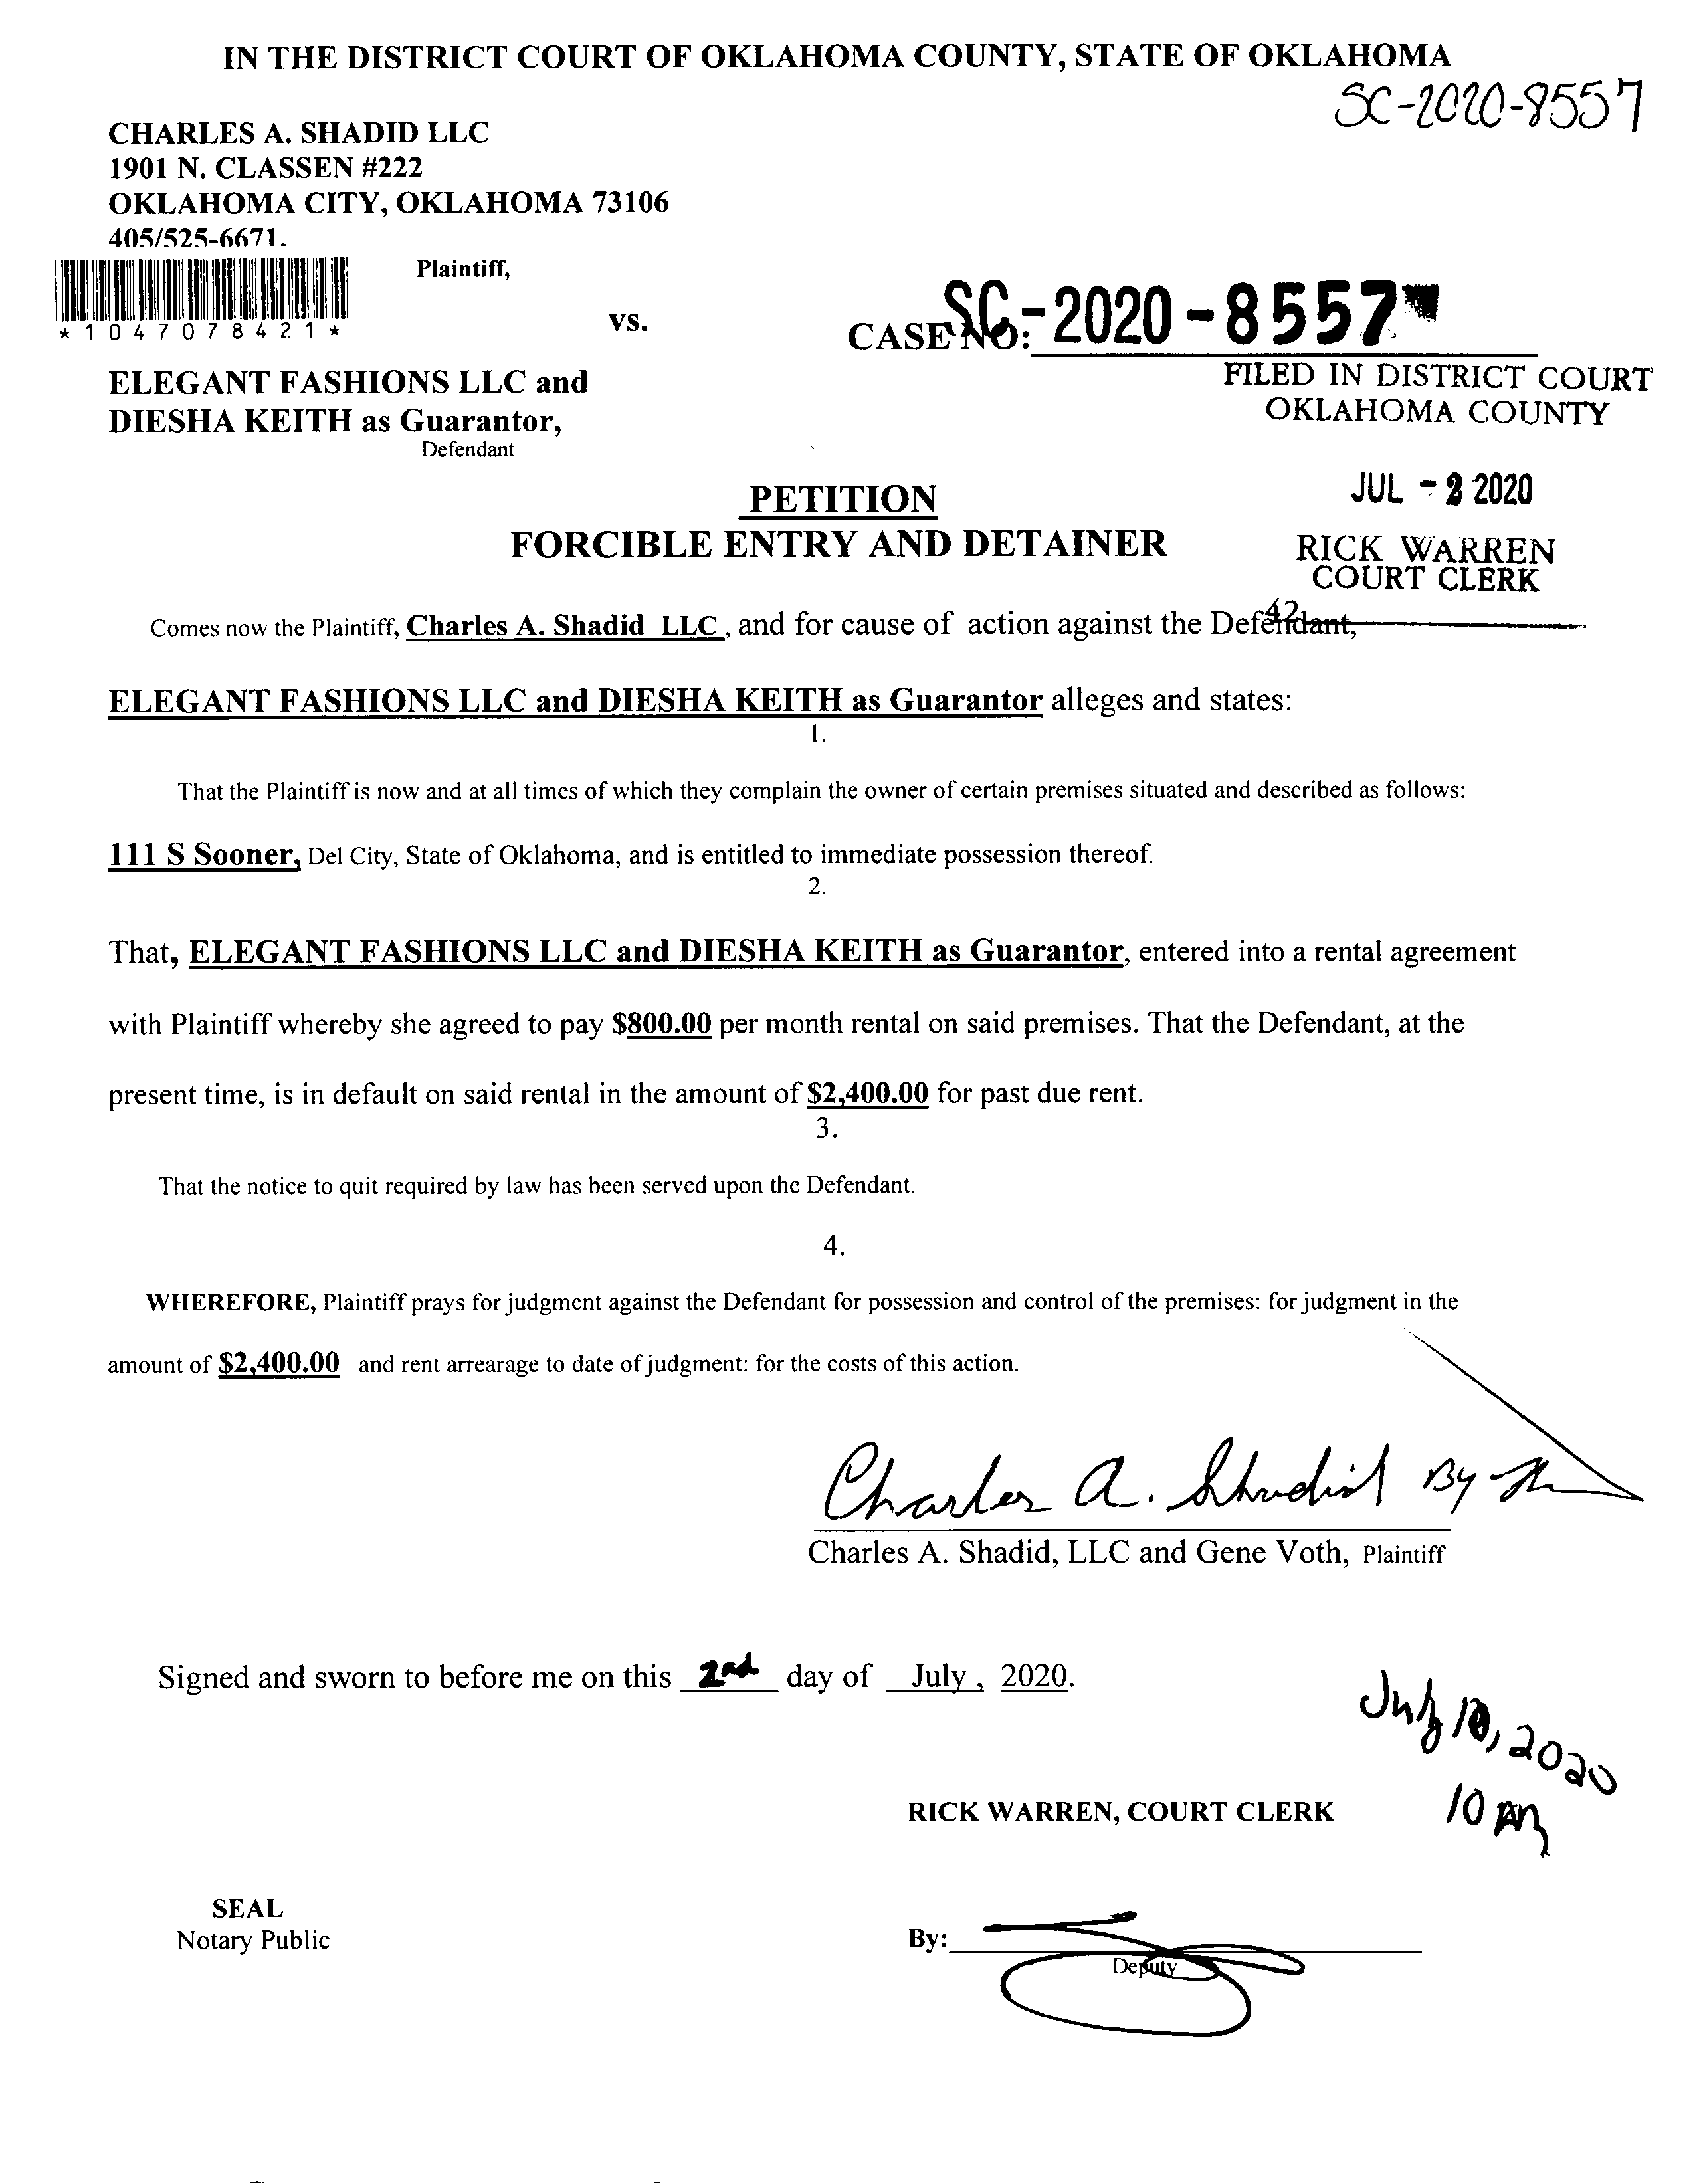 IN THE DISTRICT COURT OF OKLAHOMA COUNTY, STATE OF OKLAHOMA
SC-2020-8557
CHARLES A. SHADID LLC
1901 N. CLASSEN #222
OKLAHOMA CITY, OKLAHOMA 73106
405/525-6671.
Plaintiff,
*1047078421*
vs.
CASE NO: SC-2020-8557
ELEGANT FASHIONS LLC and
DIESHA KEITH as Guarantor,
Defendant
FILED IN DISTRICT COURT
OKLAHOMA COUNTY
JUL - 2 2020
RICK WARREN
COURT CLERK
42
PETITION
FORCIBLE ENTRY AND DETAINER
Comes now the Plaintiff, Charles A. Shadid LLC , and for cause of action against the Defendant,
ELEGANT FASHIONS LLC and DIESHA KEITH as Guarantor alleges and states:
1.
That the Plaintiff is now and at all times of which they complain the owner of certain premises situated and described as follows:
111 S Sooner, Del City, State of Oklahoma, and is entitled to immediate possession thereof.
2.
That, ELEGANT FASHIONS LLC and DIESHA KEITH as Guarantor, entered into a rental agreement
with Plaintiff whereby she agreed to pay $800.00 per month rental on said premises. That the Defendant, at the
present time, is in default on said rental in the amount of $2,400.00 for past due rent.
3.
That the notice to quit required by law has been served upon the Defendant.
4.
WHEREFORE, Plaintiff prays for judgment against the Defendant for possession and control of the premises: for judgment in the
amount of $2,400.00 and rent arrearage to date of judgment: for the costs of this action.
Charles A. Shadid By
Charles A. Shadid, LLC and Gene Voth, Plaintiff
Signed and sworn to before me on this 2nd day of July , 2020.
July 10, 2020
10 AM
RICK WARREN, COURT CLERK
SEAL
Notary Public
By:
Deputy